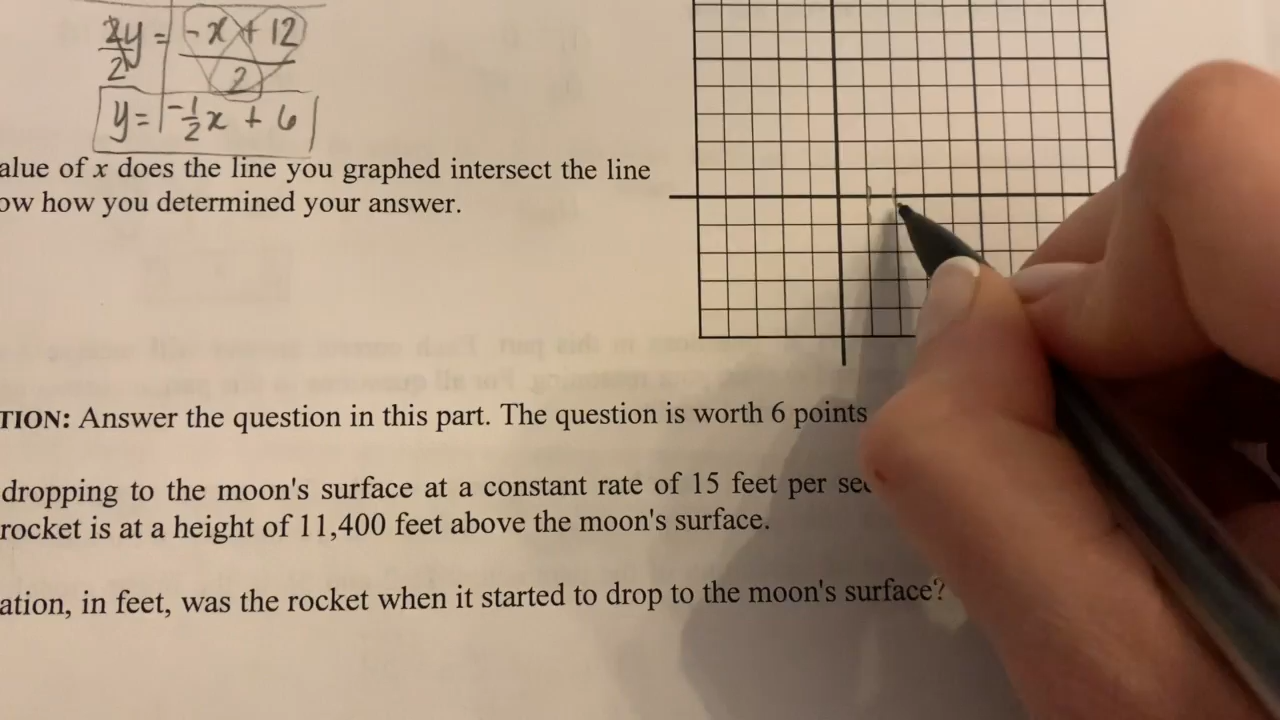 2y = -x + 12
2 2
y = -1/2x + 6
alue of x does the line you graphed intersect the line
ow how you determined your answer.
TION: Answer the question in this part. The question is worth 6 points
dropping to the moon's surface at a constant rate of 15 feet per sec
rocket is at a height of 11,400 feet above the moon's surface.
ation, in feet, was the rocket when it started to drop to the moon's surface?